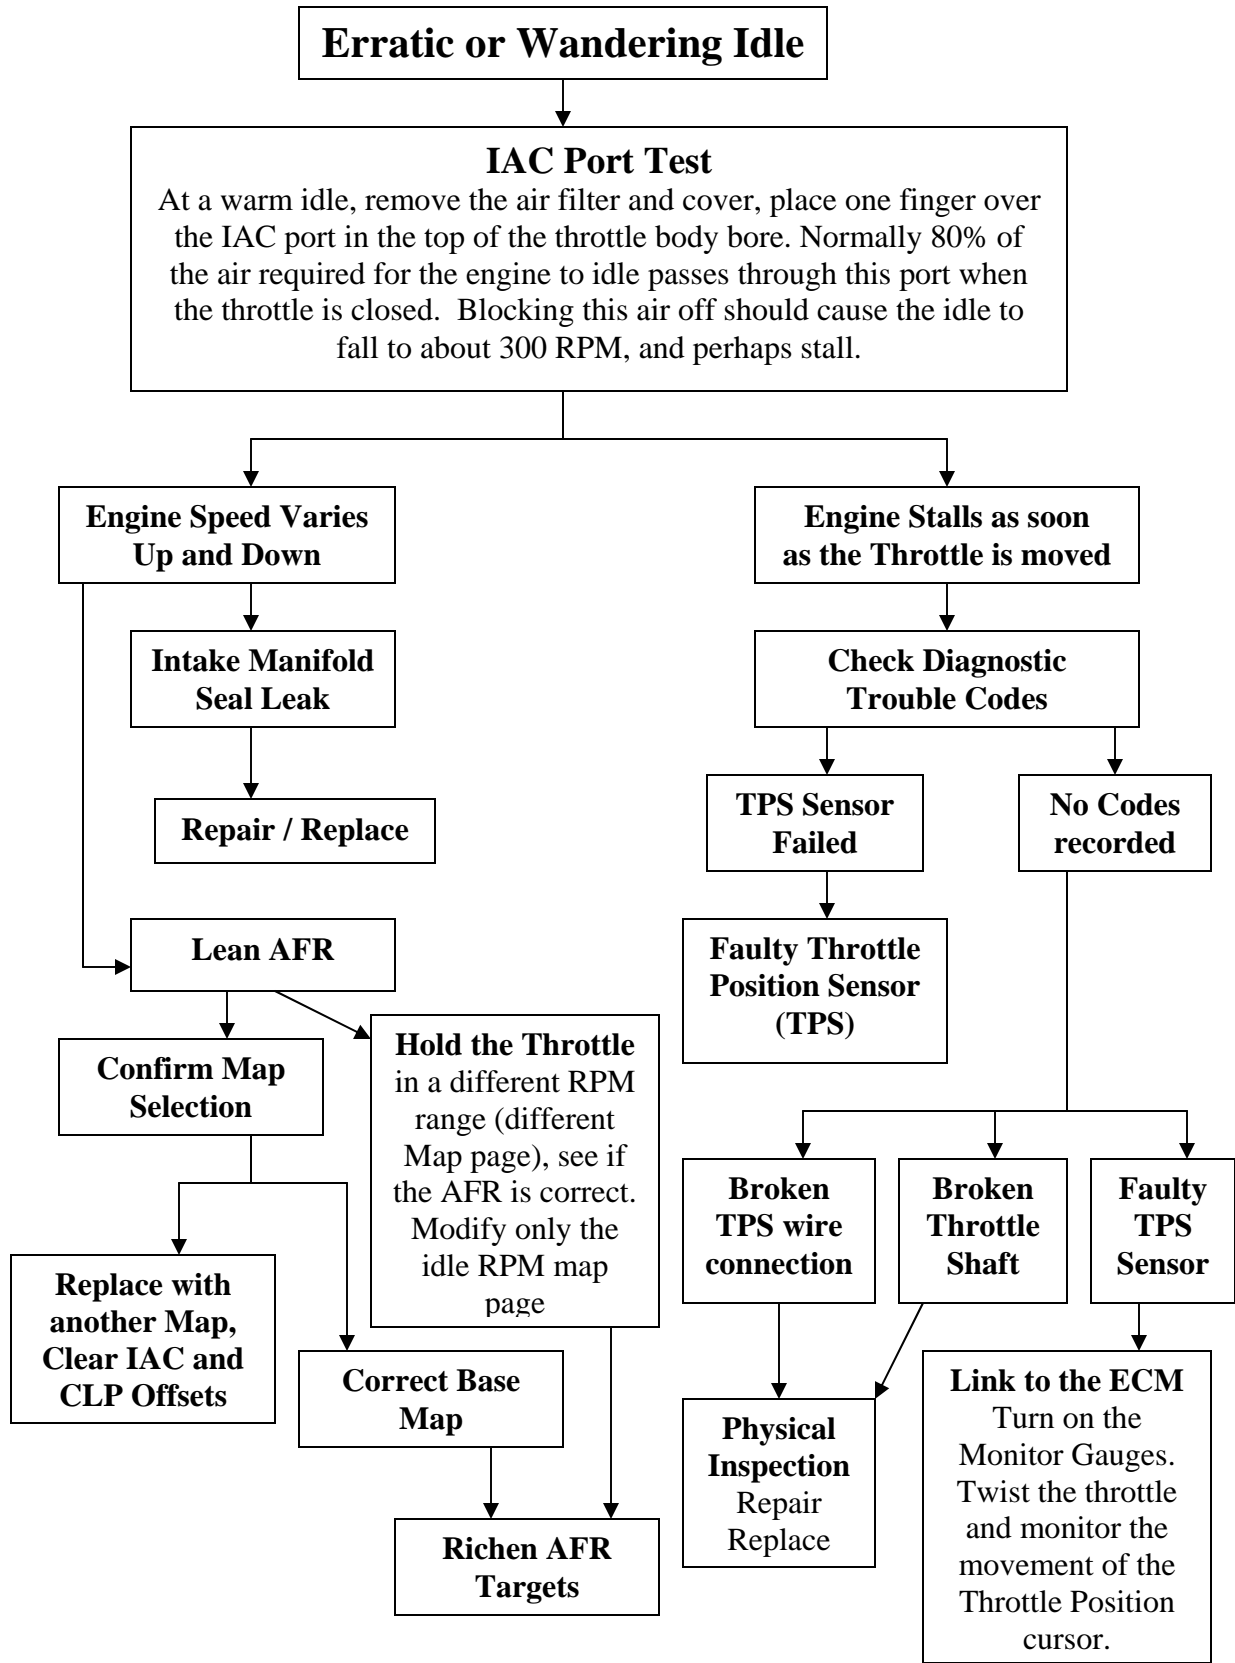 Erratic or Wandering Idle
IAC Port Test
At a warm idle, remove the air filter and cover, place one finger over
the IAC port in the top of the throttle body bore. Normally 80% of
the air required for the engine to idle passes through this port when
the throttle is closed.  Blocking this air off should cause the idle to
fall to about 300 RPM, and perhaps stall.
Engine Speed Varies
Up and Down
Engine Stalls as soon
as the Throttle is moved
Intake Manifold
Seal Leak
Check Diagnostic
Trouble Codes
Repair / Replace
TPS Sensor
Failed
No Codes
recorded
Lean AFR
Faulty Throttle
Position Sensor
(TPS)
Confirm Map
Selection
Hold the Throttle
in a different RPM
range (different
Map page), see if
the AFR is correct.
Modify only the
idle RPM map
page
Broken
TPS wire
connection
Broken
Throttle
Shaft
Faulty
TPS
Sensor
Replace with
another Map,
Clear IAC and
CLP Offsets
Correct Base
Map
Physical
Inspection
Repair
Replace
Link to the ECM
Turn on the
Monitor Gauges.
Twist the throttle
and monitor the
movement of the
Throttle Position
cursor.
Richen AFR
Targets